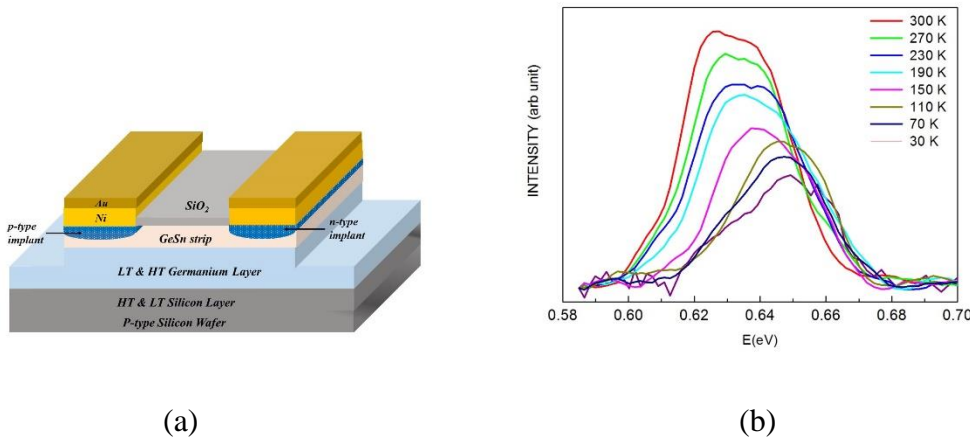 Au
Ni
SiO2
p-type
implant
n-type
implant
GeSn strip
LT & HT Germanium Layer
HT & LT Silicon Layer
P-type Silicon Wafer
(a)
(b)
INTENSITY (arb unit)
300 K
270 K
230 K
190 K
150 K
110 K
70 K
30 K
0.58 0.60 0.62 0.64 0.66 0.68 0.70
E(eV)
(a) (b)